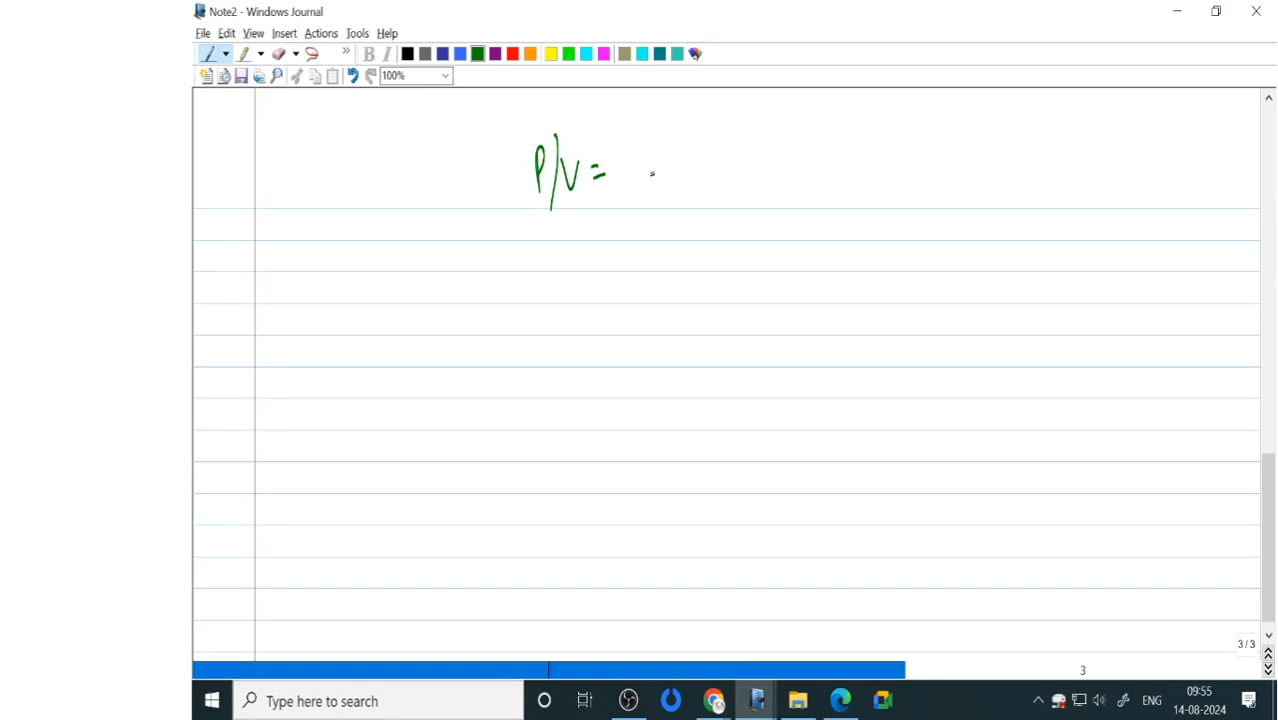 Note2 - Windows Journal
File Edit View Insert Actions Tools Help
» B I
100%
P/V =
3 / 3
3
Type here to search
ENG
09:55
14-08-2024